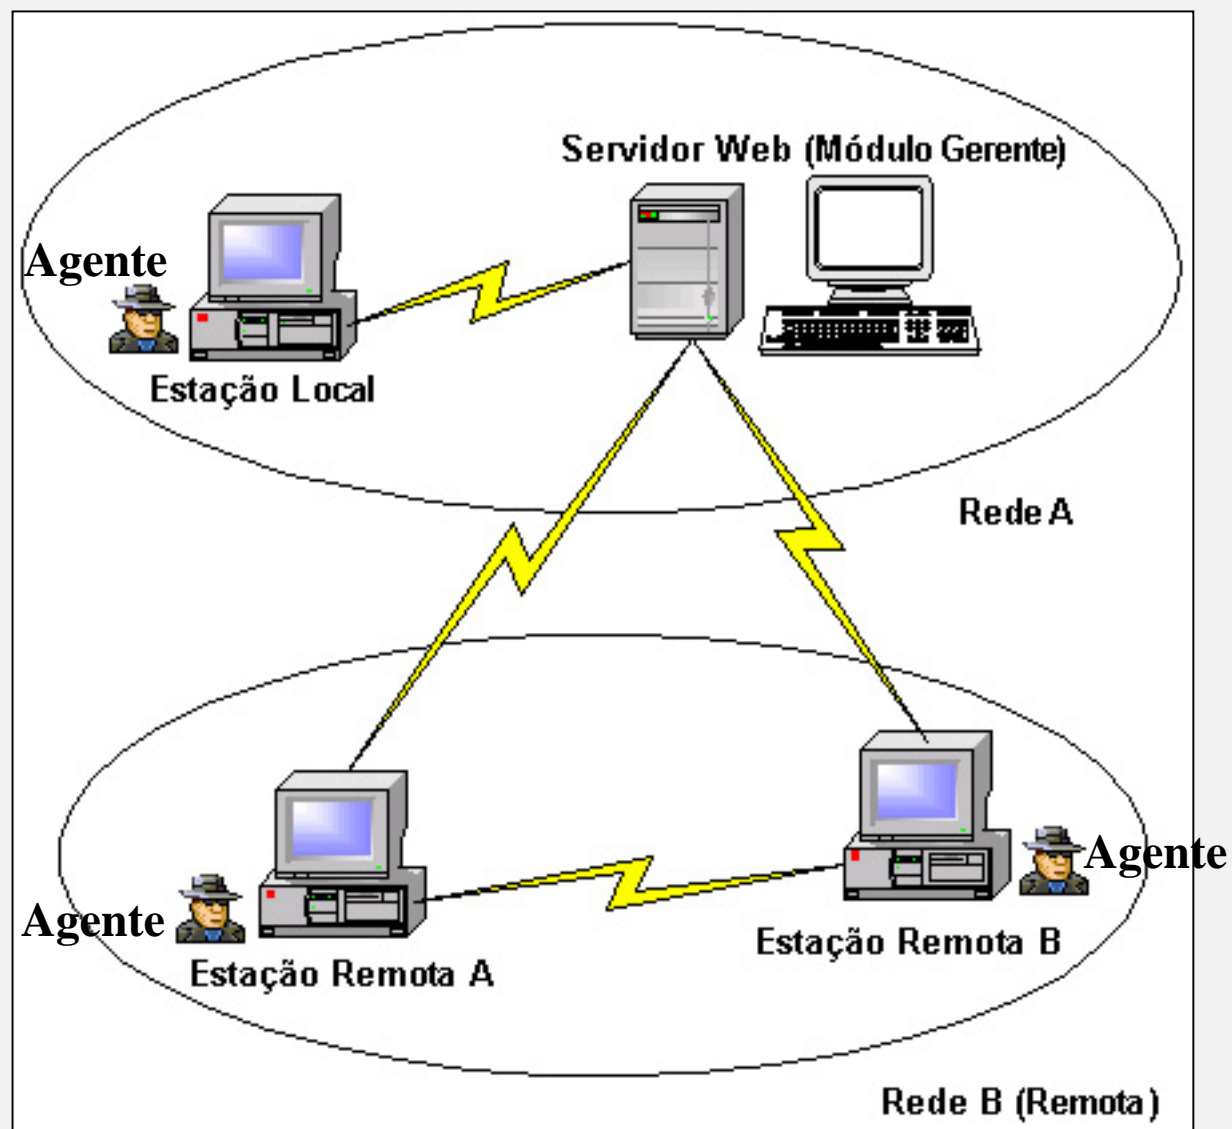 Servidor Web (Módulo Gerente)
Agente
Estação Local
Rede A
Agente
Estação Remota A
Agente
Estação Remota B
Rede B (Remota)